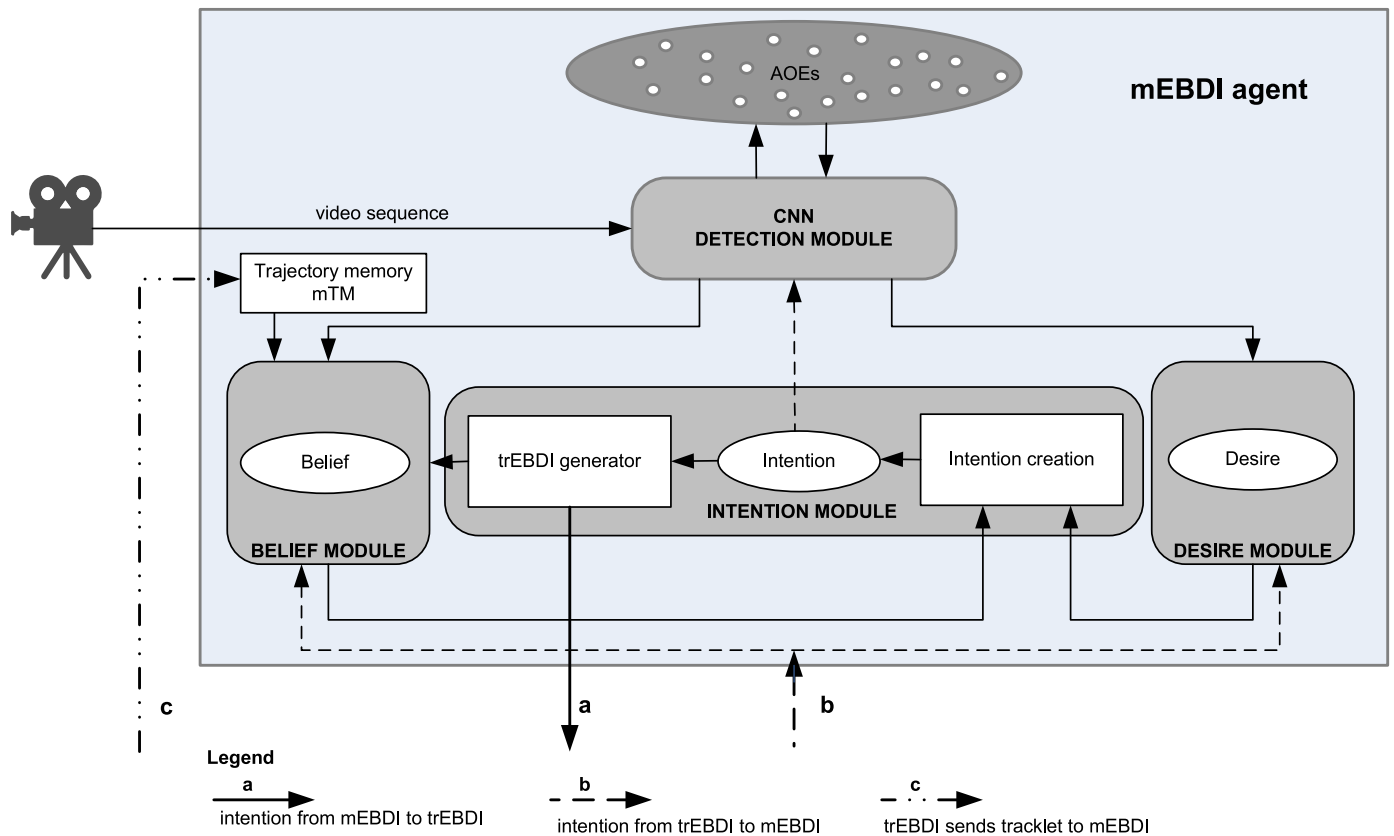 AOEs
mEBDI agent
video sequence
CNN
DETECTION MODULE
Trajectory memory
mTM
Belief
trEBDI generator
Intention
Intention creation
Desire
INTENTION MODULE
BELIEF MODULE
DESIRE MODULE
c
a
b
Legend
a
intention from mEBDI to trEBDI
b
intention from trEBDI to mEBDI
c
trEBDI sends tracklet to mEBDI